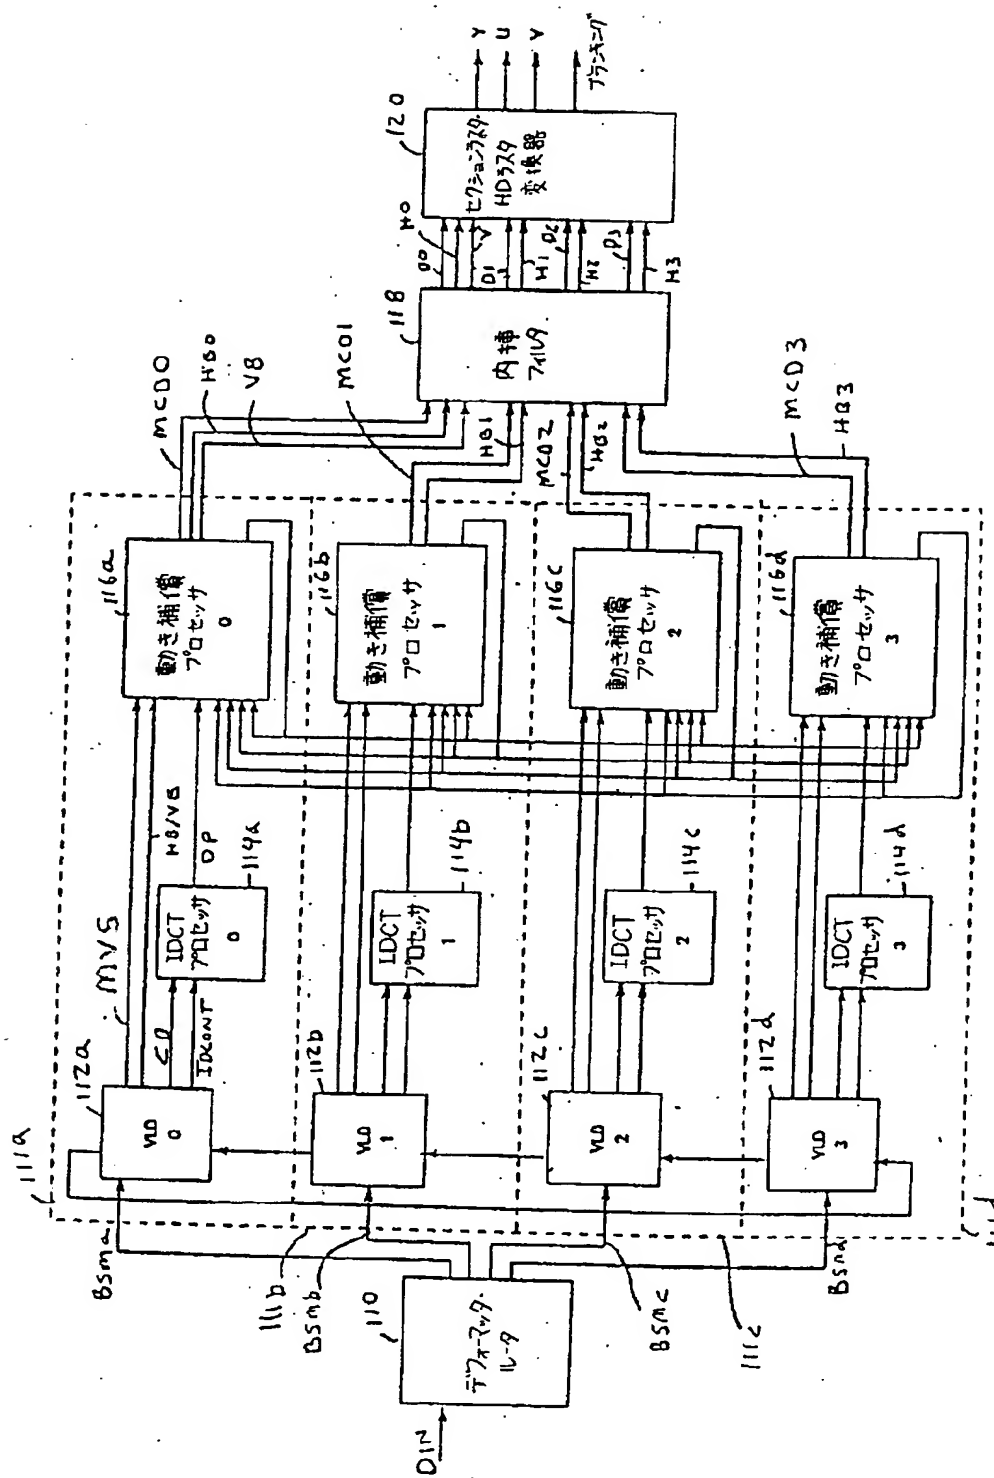 DIN
110
デフォーマッタ
ルータ
BSma
BSmb
BSmc
BSmd
111a
111b
111c
112a
VLD
0
MVS
HB/VB
CD
IDCONT
DP
IDCT
プロセッサ
0
114a
116a
動き補償
プロセッサ
0
112b
VLD
1
IDCT
プロセッサ
1
114b
116b
動き補償
プロセッサ
1
112c
VLD
2
IDCT
プロセッサ
2
114c
116c
動き補償
プロセッサ
2
112d
VLD
3
IDCT
プロセッサ
3
114d
116d
動き補償
プロセッサ
3
MCD0
HB0
VB
MCD1
HB1
MCD2
HB2
MCD3
HB3
118
内挿
フィルタ
D0
H0
V
D1
H1
D2
H2
D3
H3
120
セクションラスタ
HDラスタ
変換器
Y
U
V
ブランキング